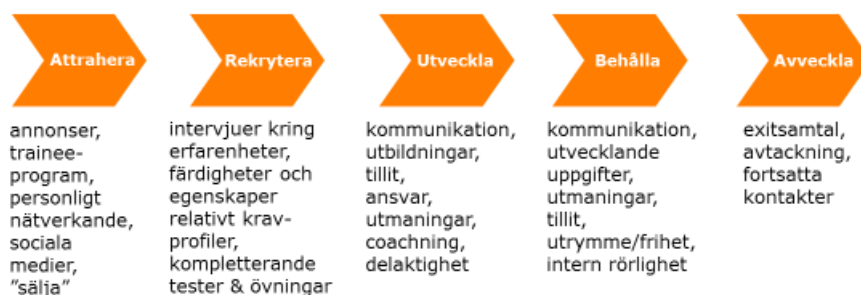 Attrahera
Rekrytera
Utveckla
Behålla
Avveckla
annonser,
trainee-
program,
personligt
nätverkande,
sociala
medier,
”sälja”
intervjuer kring
erfarenheter,
färdigheter och
egenskaper
relativt krav-
profiler,
kompletterande
tester & övningar
kommunikation,
utbildningar,
tillit,
ansvar,
utmaningar,
coachning,
delaktighet
kommunikation,
utvecklande
uppgifter,
utmaningar,
tillit,
utrymme/frihet,
intern rörlighet
exitsamtal,
avtackning,
fortsatta
kontakter